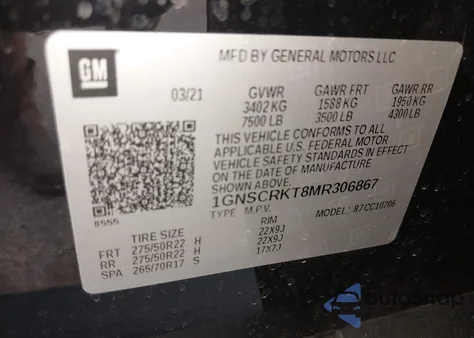 GM
MFD BY GENERAL MOTORS LLC
03/21 GVWR GAWR FRT GAWR RR
3402 KG 1588 KG 1950 KG
7500 LB 3500 LB 4300 LB
THIS VEHICLE CONFORMS TO ALL
APPLICABLE U.S. FEDERAL MOTOR
VEHICLE SAFETY STANDARDS IN EFFECT
ON THE DATE OF MANUFACTURE
1GNSCRKT8MR306867
8555
TYPE: M.P.V. MODEL: 87CC10706
TIRE SIZE RIM
FRT 275/50R22 H 22X9J
RR 275/50R22 H 22X9J
SPA 265/70R17 S 17X7J
autosnap